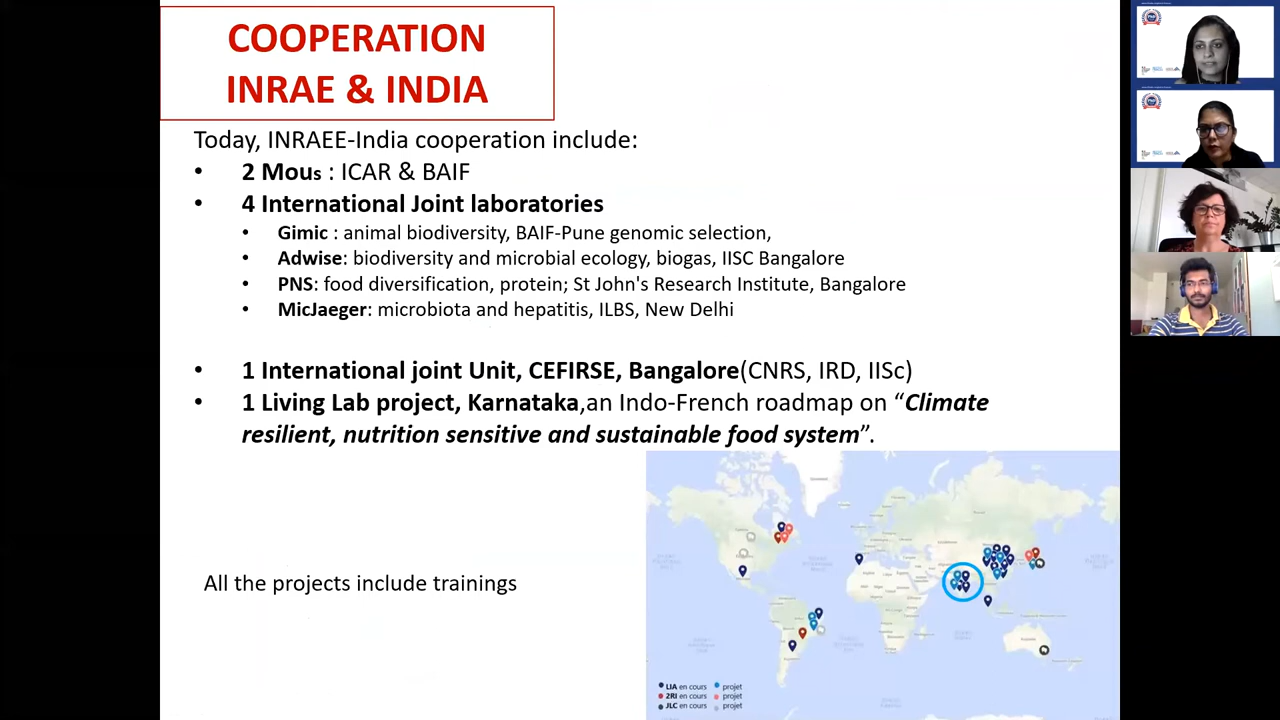 COOPERATION
INRAE & INDIA
Today, INRAEE-India cooperation include:
• 2 Mous : ICAR & BAIF
• 4 International Joint laboratories
• Gimic : animal biodiversity, BAIF-Pune genomic selection,
• Adwise: biodiversity and microbial ecology, biogas, IISC Bangalore
• PNS: food diversification, protein; St John's Research Institute, Bangalore
• MicJaeger: microbiota and hepatitis, ILBS, New Delhi
• 1 International joint Unit, CEFIRSE, Bangalore(CNRS, IRD, IISc)
• 1 Living Lab project, Karnataka,an Indo-French roadmap on “Climate
resilient, nutrition sensitive and sustainable food system”.
All the projects include trainings
LIA en cours projet
2RI en cours projet
JLC en cours projet